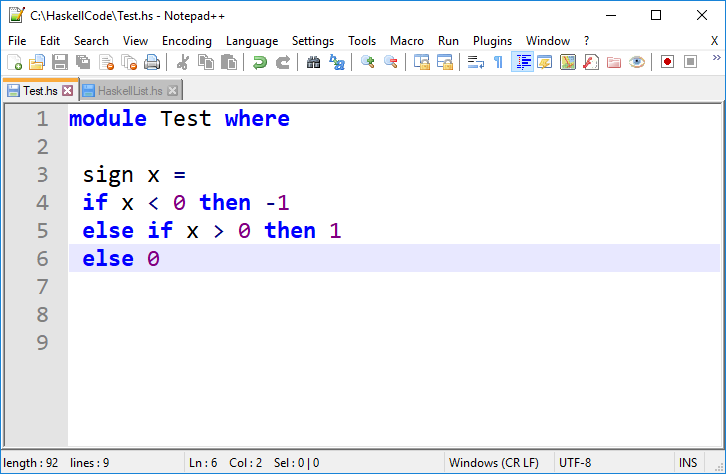 C:\HaskellCode\Test.hs - Notepad++
File Edit Search View Encoding Language Settings Tools Macro Run Plugins Window ? X
Test.hs HaskellList.hs
1 module Test where
2
3 sign x =
4 if x < 0 then -1
5 else if x > 0 then 1
6 else 0
7
8
9
length : 92 lines : 9 Ln : 6 Col : 2 Sel : 0 | 0 Windows (CR LF) UTF-8 INS